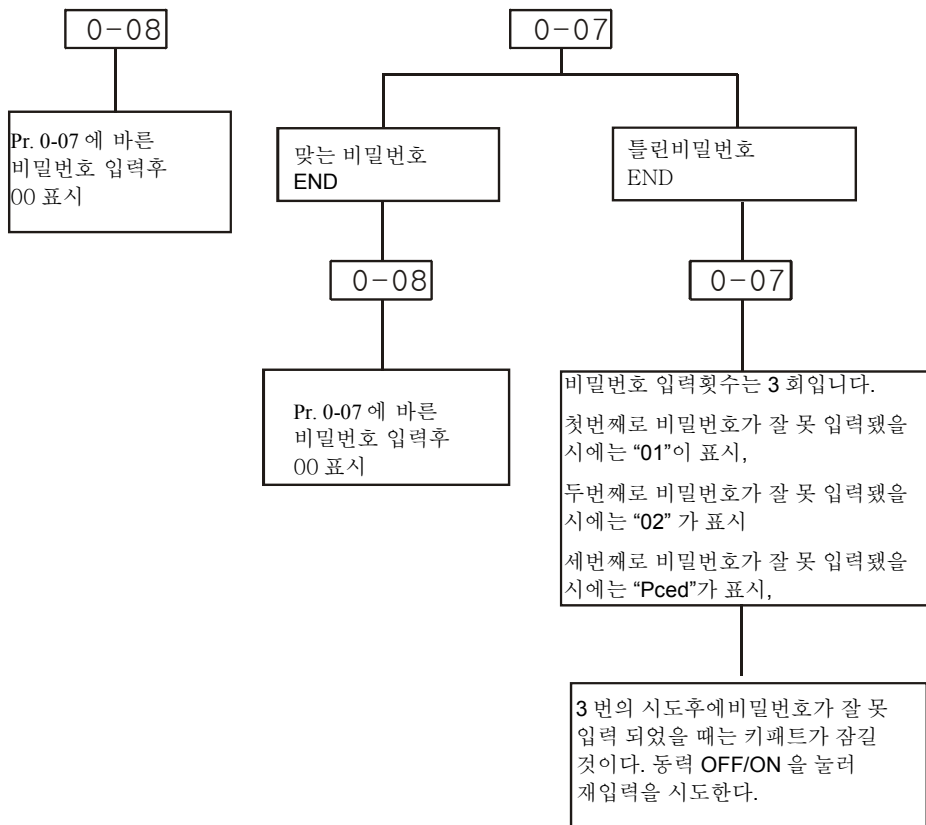 0-08
Pr. 0-07 에 바른
비밀번호 입력후
00 표시
0-07
맞는 비밀번호
END
0-08
Pr. 0-07 에 바른
비밀번호 입력후
00 표시
틀린비밀번호
END
0-07
비밀번호 입력횟수는 3 회입니다.
첫번째로 비밀번호가 잘 못 입력됐을
시에는 “01”이 표시,
두번째로 비밀번호가 잘 못 입력됐을
시에는 “02” 가 표시
세번째로 비밀번호가 잘 못 입력됐을
시에는 “Pced”가 표시,
3 번의 시도후에비밀번호가 잘 못
입력 되었을 때는 키패트가 잠길
것이다. 동력 OFF/ON 을 눌러
재입력을 시도한다.